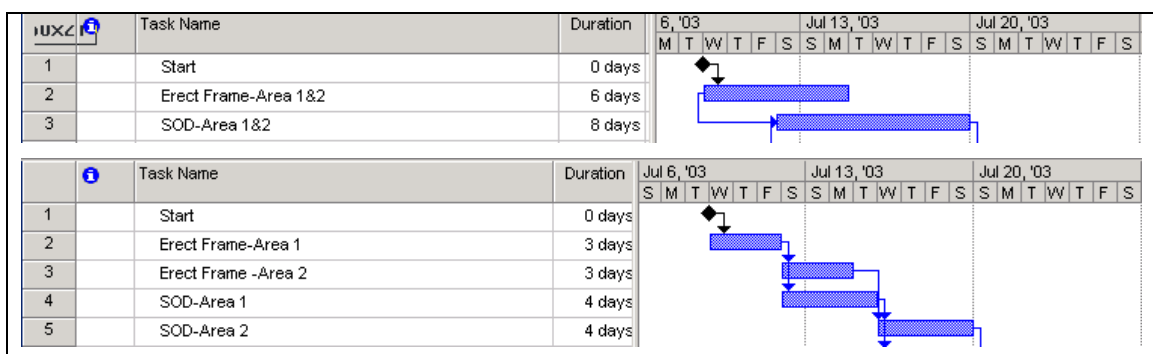 Task Name Duration 6, '03 Jul 13, '03 Jul 20, '03
M T W T F S S M T W T F S S M T W T F S
1 Start 0 days
2 Erect Frame-Area 1&2 6 days
3 SOD-Area 1&2 8 days
Task Name Duration Jul 6, '03 Jul 13, '03 Jul 20, '03
S M T W T F S S M T W T F S S M T W T F S
1 Start 0 days
2 Erect Frame-Area 1 3 days
3 Erect Frame -Area 2 3 days
4 SOD-Area 1 4 days
5 SOD-Area 2 4 days